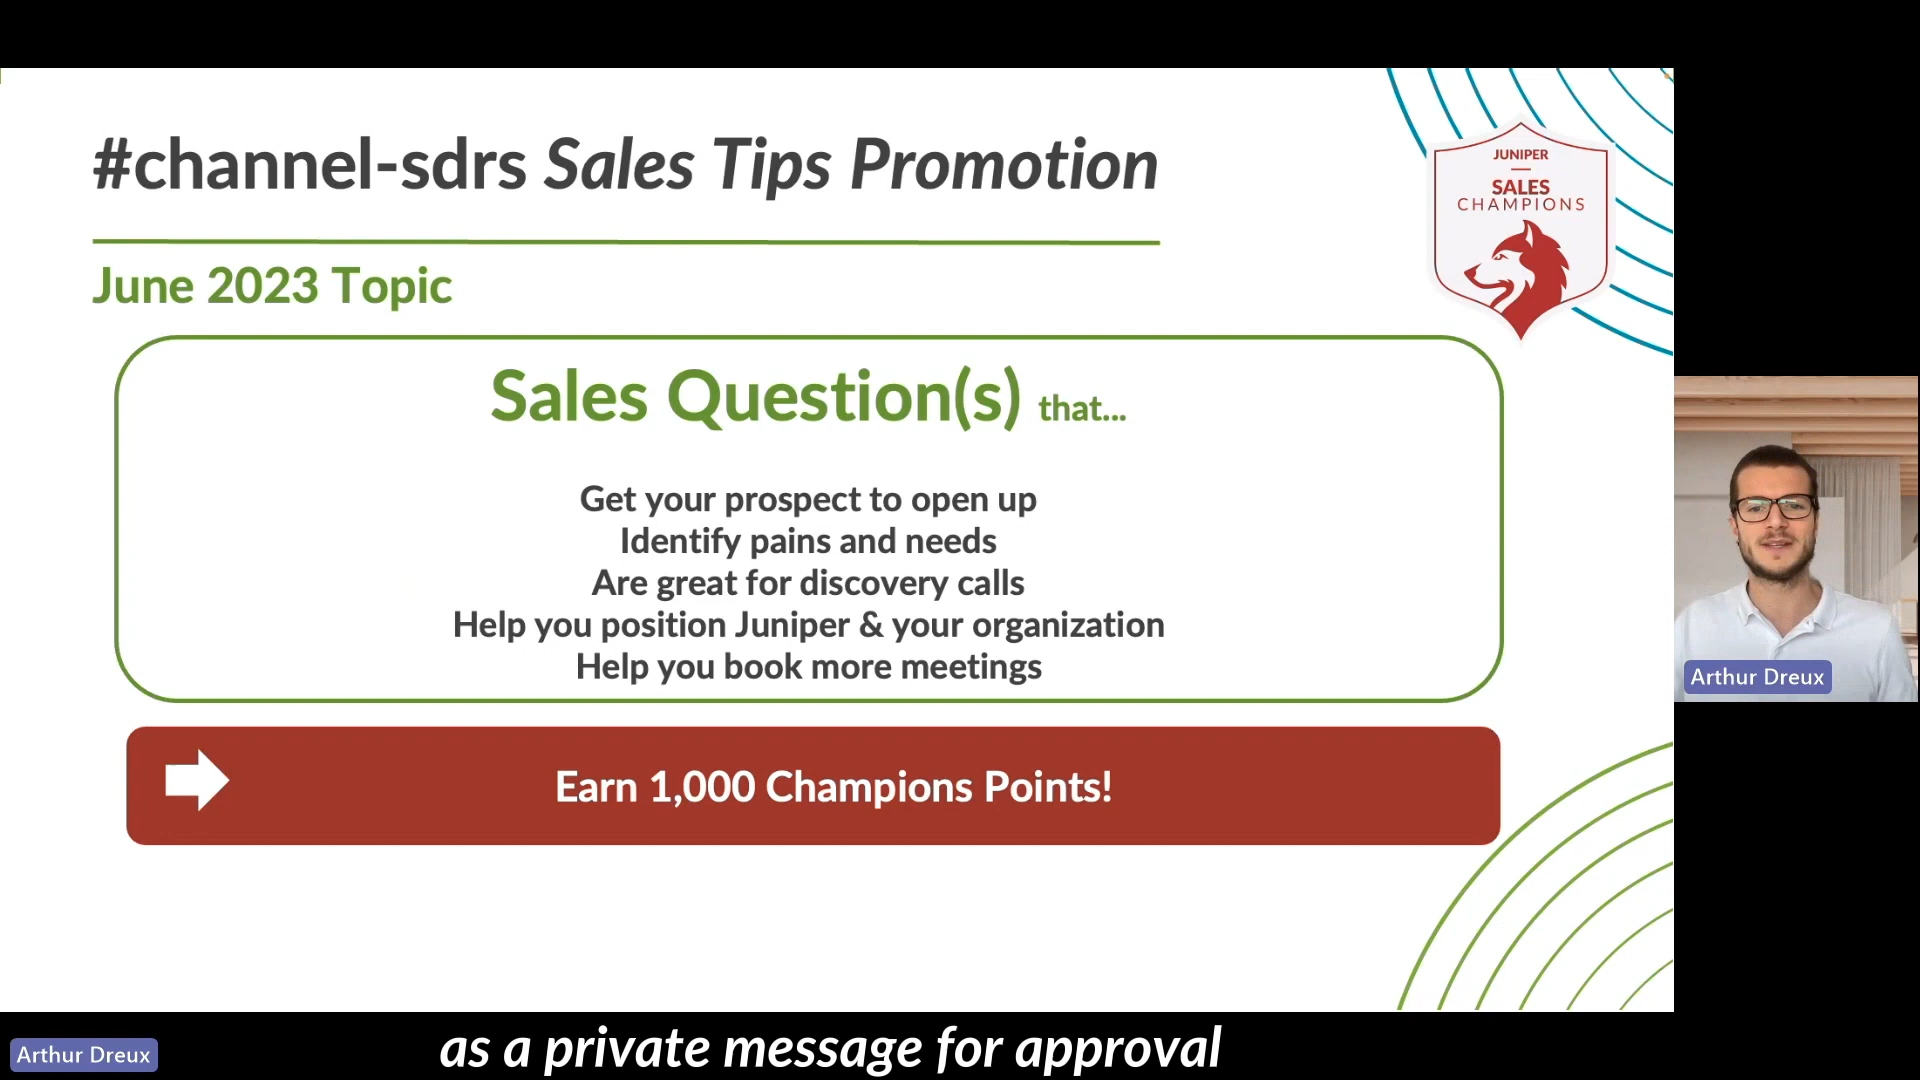 #channel-sdrs Sales Tips Promotion
JUNIPER
SALES
CHAMPIONS
June 2023 Topic
Sales Question(s) that...
Get your prospect to open up
Identify pains and needs
Are great for discovery calls
Help you position Juniper & your organization
Help you book more meetings
Arthur Dreux
Earn 1,000 Champions Points!
Arthur Dreux
as a private message for approval